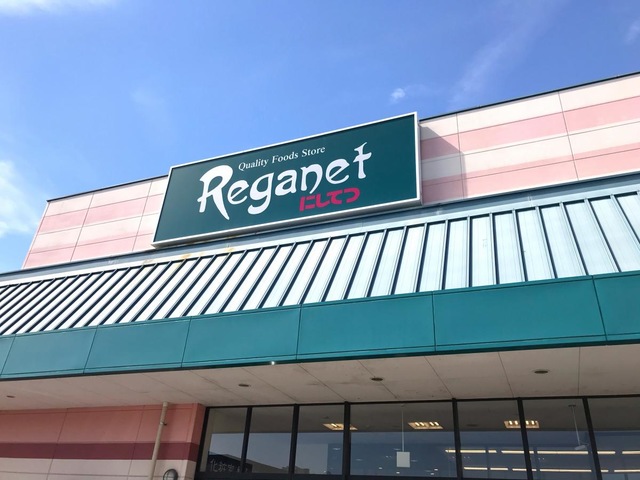 Quality Foods Store
Reganet
にしてつ